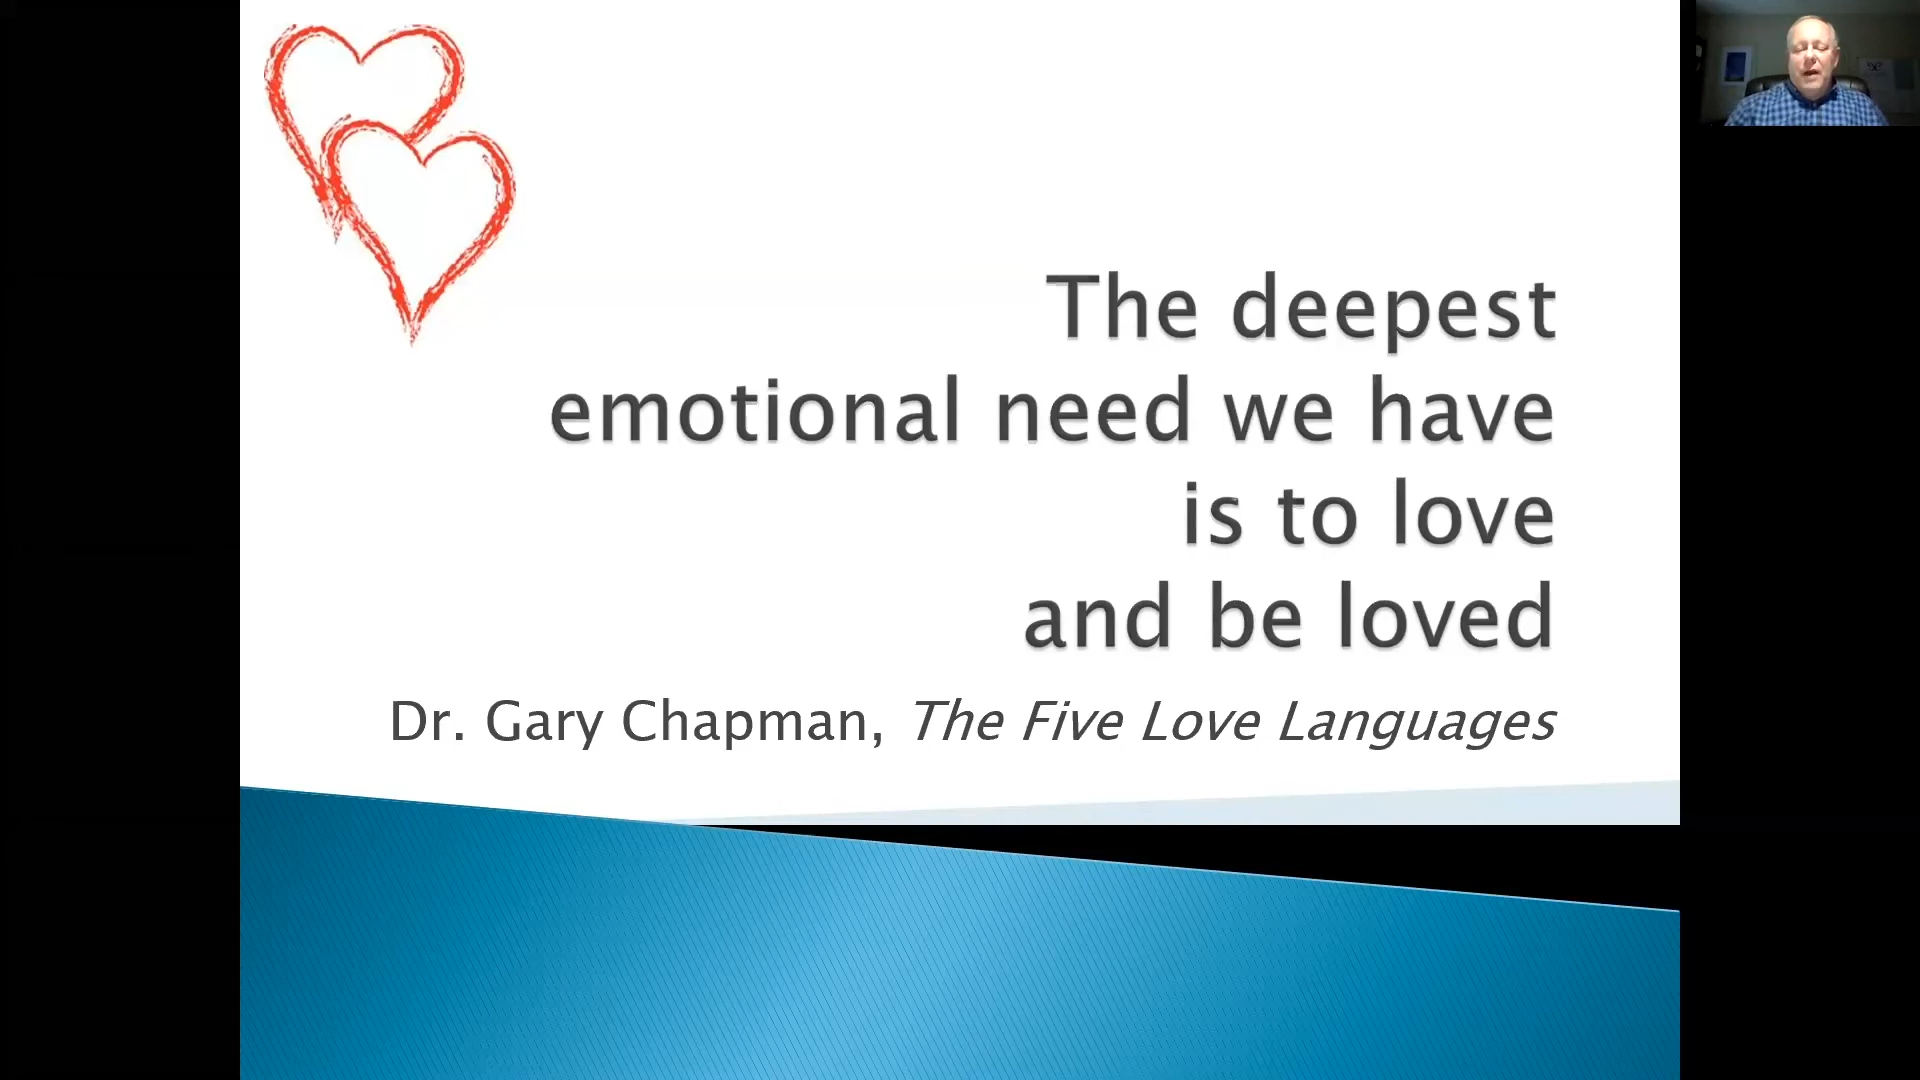 The deepest
emotional need we have
is to love
and be loved
Dr. Gary Chapman, The Five Love Languages